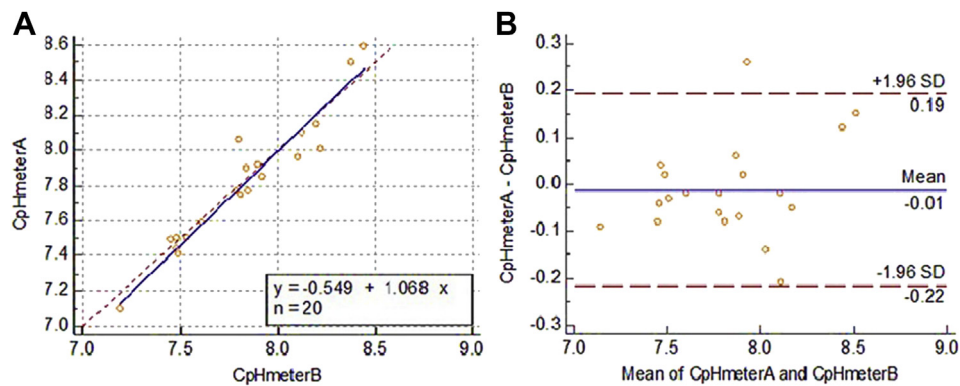 A
CpHmeterA
8.6
8.4
8.2
8.0
7.8
7.6
7.4
7.2
7.0
y = -0.549 + 1.068 x
n = 20
7.0 7.5 8.0 8.5 9.0
CpHmeterB
B
CpHmeterA - CpHmeterB
0.3
0.2
0.1
0.0
-0.1
-0.2
-0.3
+1.96 SD
0.19
Mean
-0.01
-1.96 SD
-0.22
7.0 7.5 8.0 8.5 9.0
Mean of CpHmeterA and CpHmeterB